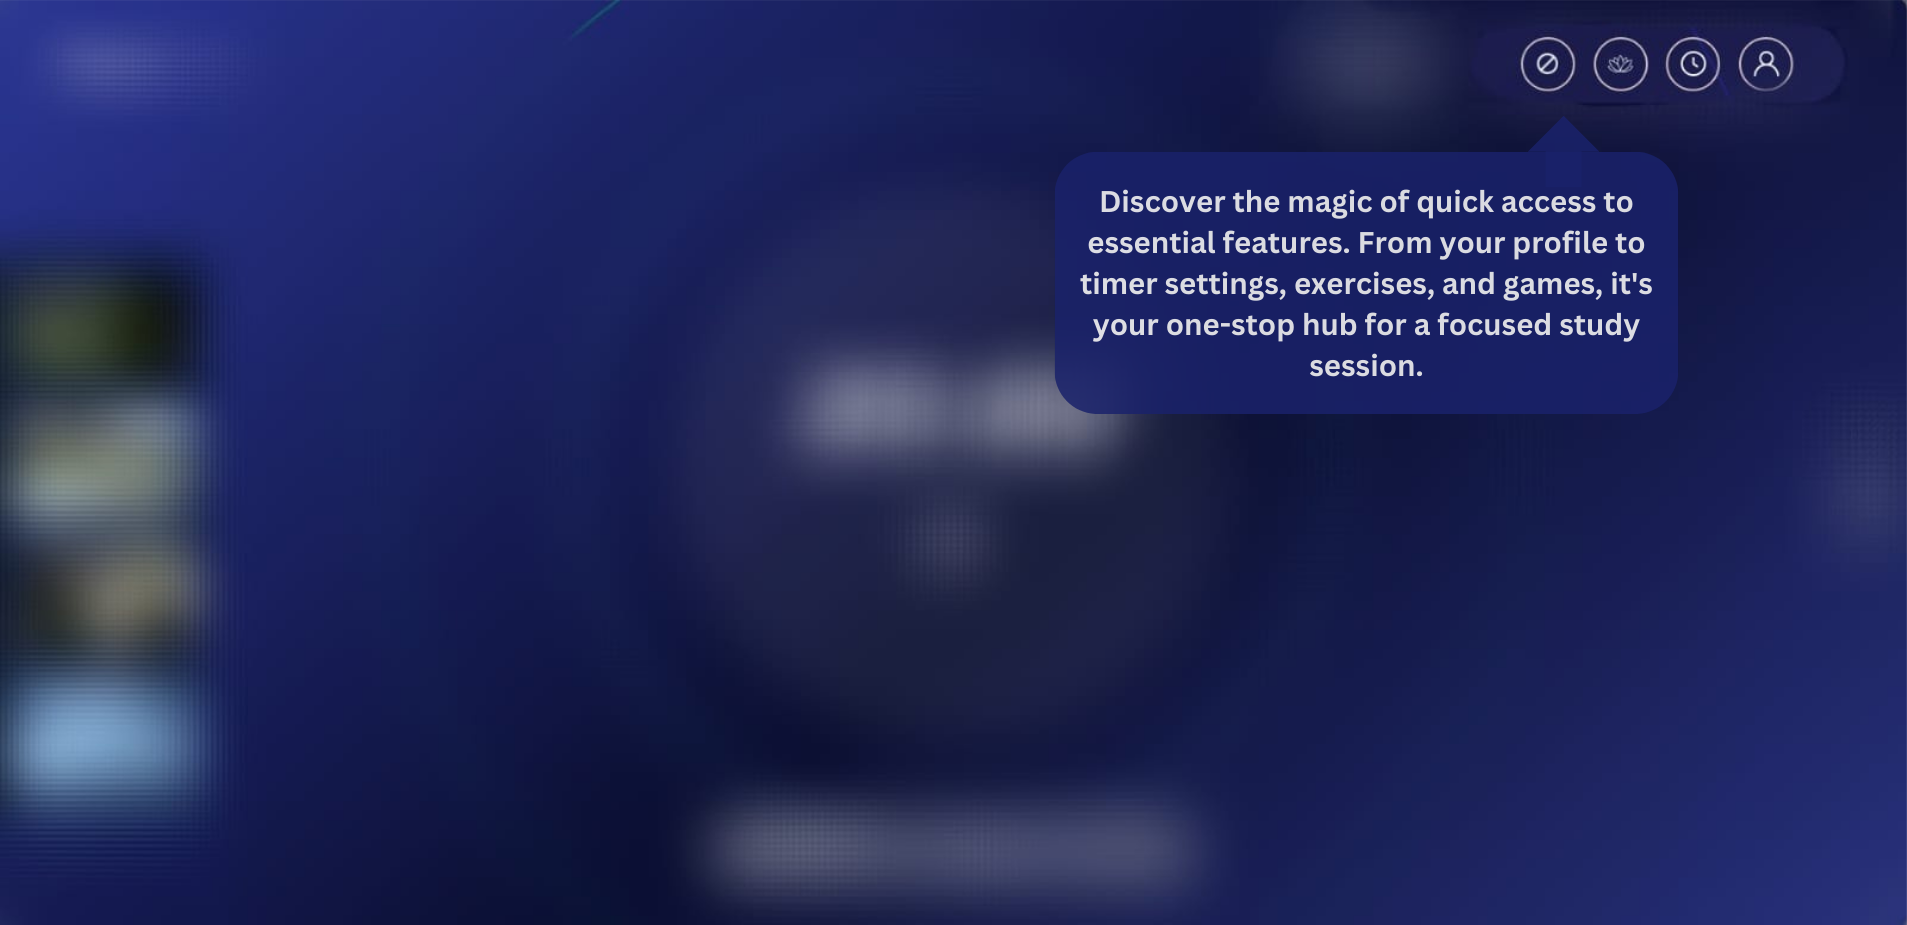 Discover the magic of quick access to
essential features. From your profile to
timer settings, exercises, and games, it's
your one-stop hub for a focused study
session.